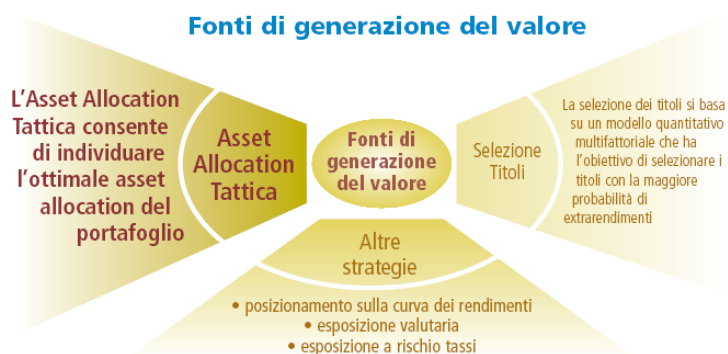 Fonti di generazione del valore
L'Asset Allocation
Tattica consente
di individuare
l'ottimale asset
allocation del
portafoglio
Asset
Allocation
Tattica
Fonti di
generazione
del valore
Selezione
Titoli
La selezione dei titoli si basa
su un modello quantitativo
multifattoriale che ha
l'obiettivo di selezionare i
titoli con la maggiore
probabilità di
extrarendimenti
Altre
strategie
• posizionamento sulla curva dei rendimenti
• esposizione valutaria
• esposizione a rischio tassi